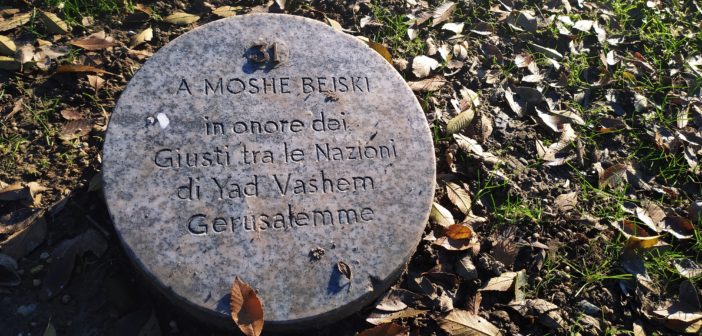 31
A MOSHE BEJSKI
in onore dei
Giusti tra le Nazioni
di Yad Vashem
Gerusalemme